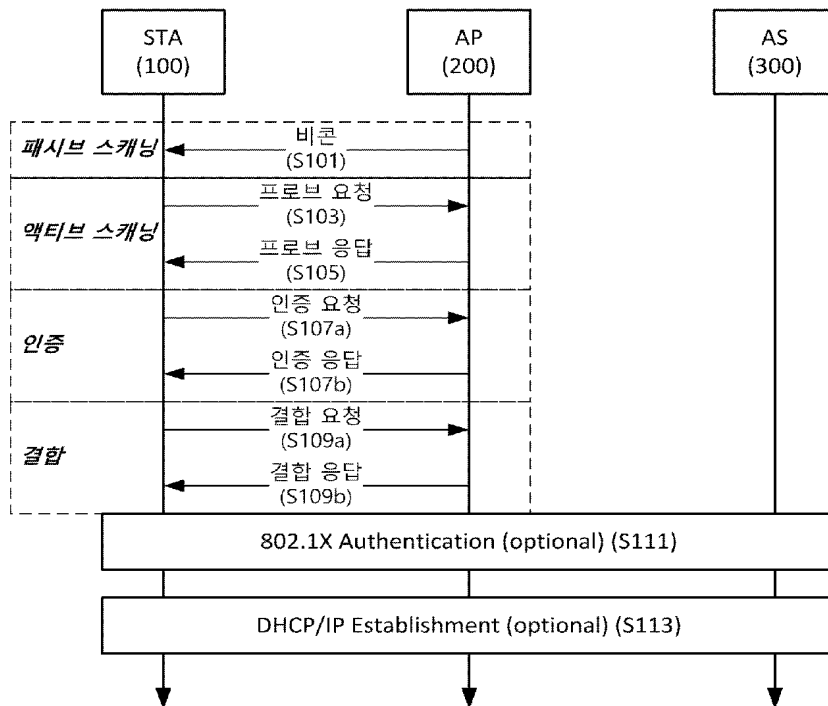 STA
(100)
AP
(200)
AS
(300)
패시브 스캐닝
비콘
(S101)
액티브 스캐닝
프로브 요청
(S103)
프로브 응답
(S105)
인증
인증 요청
(S107a)
인증 응답
(S107b)
결합
결합 요청
(S109a)
결합 응답
(S109b)
802.1X Authentication (optional) (S111)
DHCP/IP Establishment (optional) (S113)